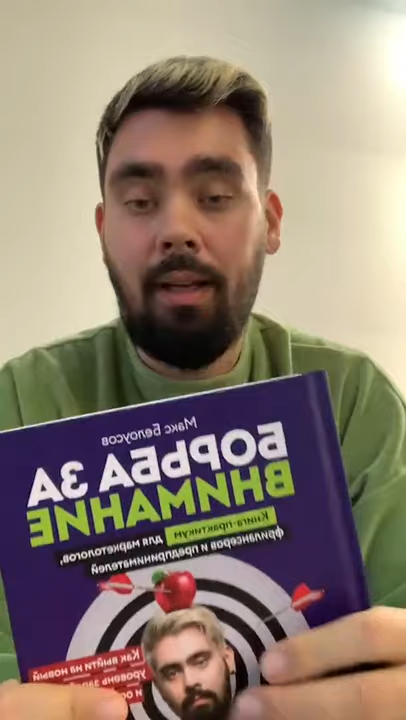 Макс Белоусов
БОРЬБА ЗА
ВНИМАНИЕ
Книга-практикум
для маркетологов,
фрилансеров и предпринимателей
Как выйти на новый
уровень